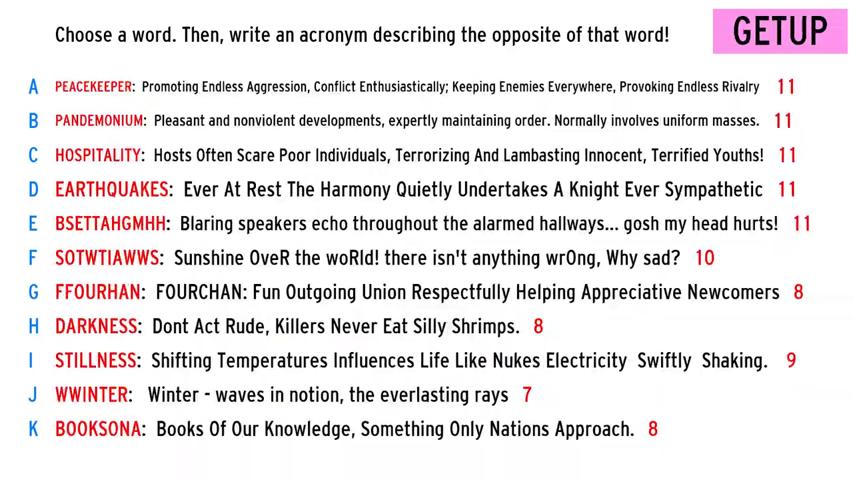 Choose a word. Then, write an acronym describing the opposite of that word!
GETUP
A PEACEKEEPER: Promoting Endless Aggression, Conflict Enthusiastically; Keeping Enemies Everywhere, Provoking Endless Rivalry 11
B PANDEMONIUM: Pleasant and nonviolent developments, expertly maintaining order. Normally involves uniform masses. 11
C HOSPITALITY: Hosts Often Scare Poor Individuals, Terrorizing And Lambasting Innocent, Terrified Youths! 11
D EARTHQUAKES: Ever At Rest The Harmony Quietly Undertakes A Knight Ever Sympathetic 11
E BSETTAHGMHH: Blaring speakers echo throughout the alarmed hallways... gosh my head hurts! 11
F SOTWTIAWWS: Sunshine OveR the woRld! there isn't anything wrOng, Why sad? 10
G FFOURHAN: FOURCHAN: Fun Outgoing Union Respectfully Helping Appreciative Newcomers 8
H DARKNESS: Dont Act Rude, Killers Never Eat Silly Shrimps. 8
I STILLNESS: Shifting Temperatures Influences Life Like Nukes Electricity Swiftly Shaking. 9
J WWINTER: Winter - waves in notion, the everlasting rays 7
K BOOKSONA: Books Of Our Knowledge, Something Only Nations Approach. 8